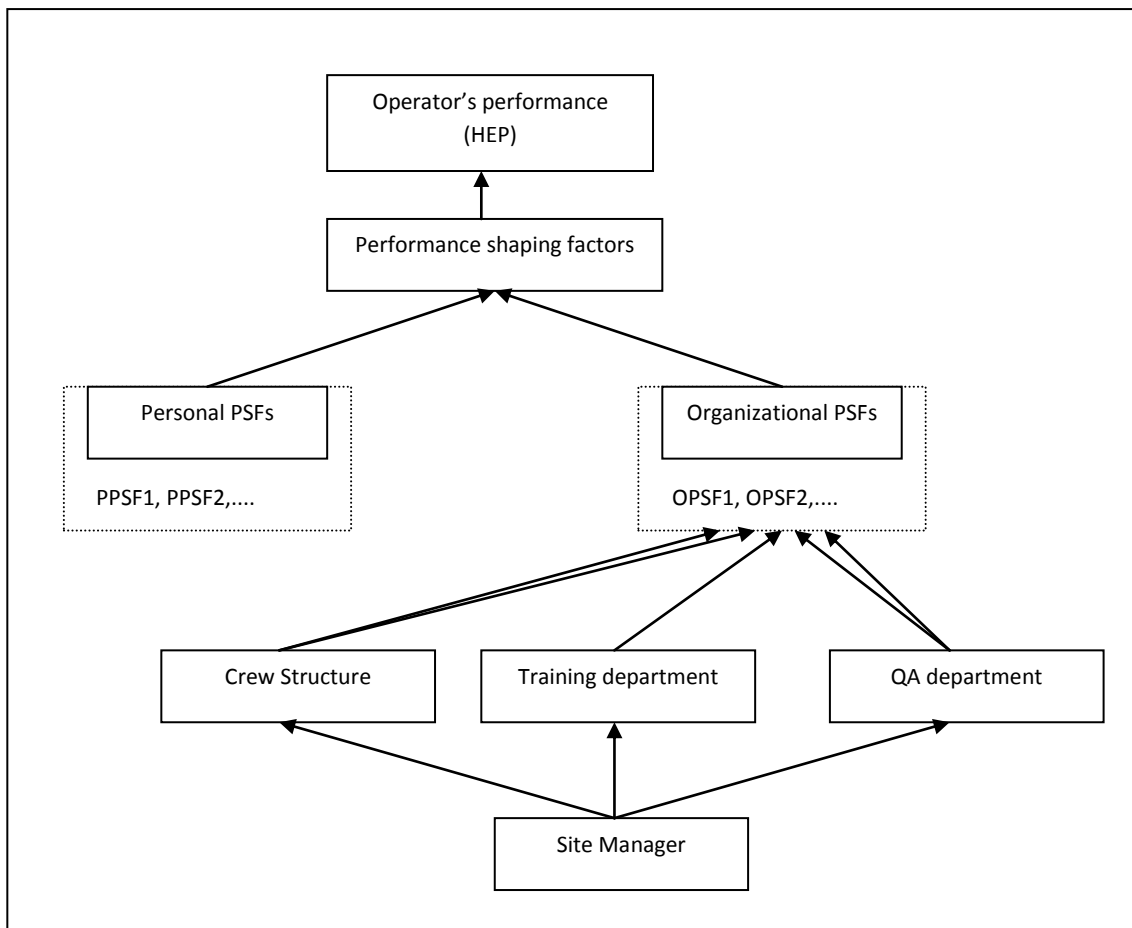 Operator’s performance
(HEP)
Performance shaping factors
Personal PSFs
Organizational PSFs
PPSF1, PPSF2,....
OPSF1, OPSF2,....
Crew Structure
Training department
QA department
Site Manager